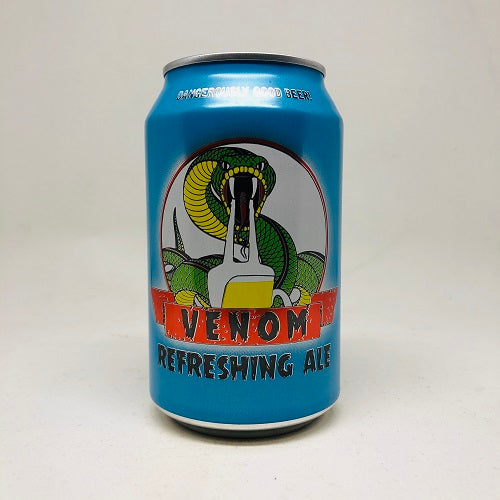 DANGEROUSLY GOOD BEER!
VENOM
REFRESHING ALE